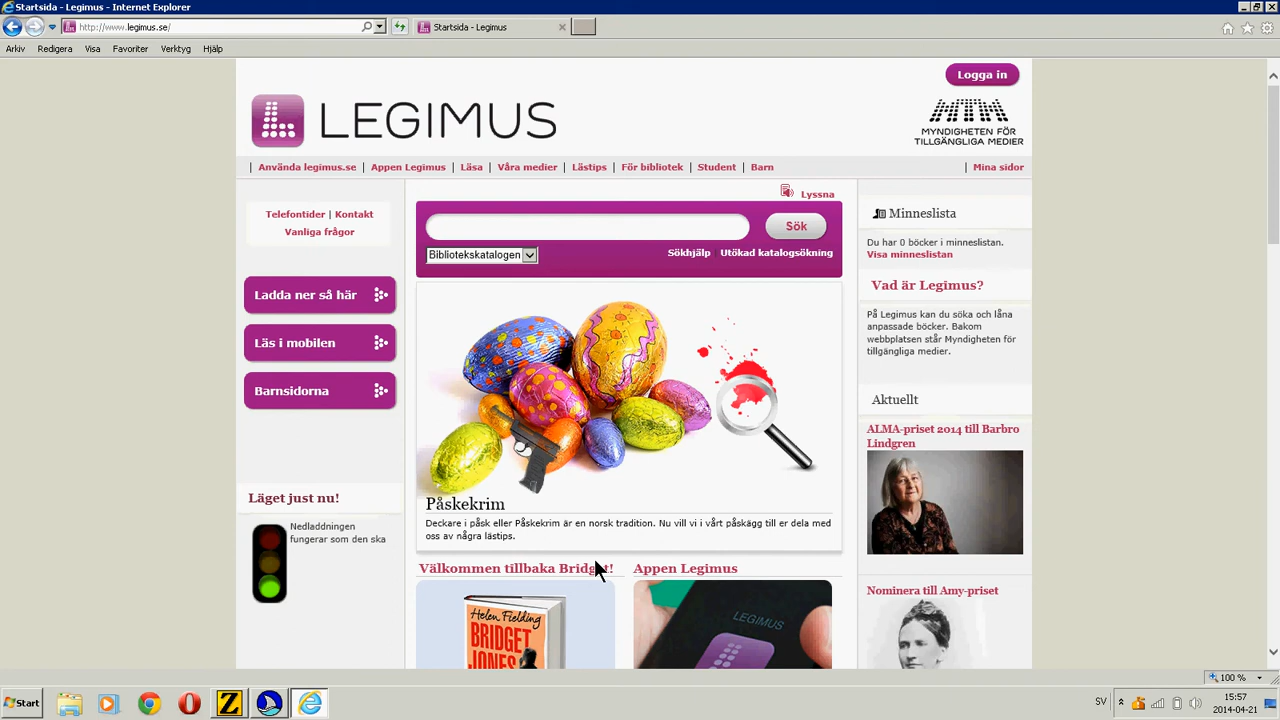 Startsida - Legimus - Internet Explorer
http://www.legimus.se/
Startsida - Legimus
Arkiv Redigera Visa Favoriter Verktyg Hjälp
Logga in
LEGIMUS
MYNDIGHETEN FÖR
TILLGÄNGLIGA MEDIER
| Använda legimus.se | Appen Legimus | Läsa | Våra medier | Lästips | För bibliotek | Student | Barn | Mina sidor
Telefontider | Kontakt
Vanliga frågor
Ladda ner så här
Läs i mobilen
Barnsidorna
Läget just nu!
Nedladdningen
fungerar som den ska
Lyssna
Sök
Bibliotekskatalogen
Sökhjälp Utökad katalogsökning
Påskekrim
Deckare i påsk eller Påskekrim är en norsk tradition. Nu vill vi i vårt påskägg till er dela med
oss av några lästips.
Välkommen tillbaka Bridget!
Helen Fielding
BRIDGET
JONES
Appen Legimus
LEGIMUS
Minneslista
Du har 0 böcker i minneslistan.
Visa minneslistan
Vad är Legimus?
På Legimus kan du söka och låna
anpassade böcker. Bakom
webbplatsen står Myndigheten för
tillgängliga medier.
Aktuellt
ALMA-priset 2014 till Barbro
Lindgren
Nominera till Amy-priset
100 %
Start
SV
15:57
2014-04-21